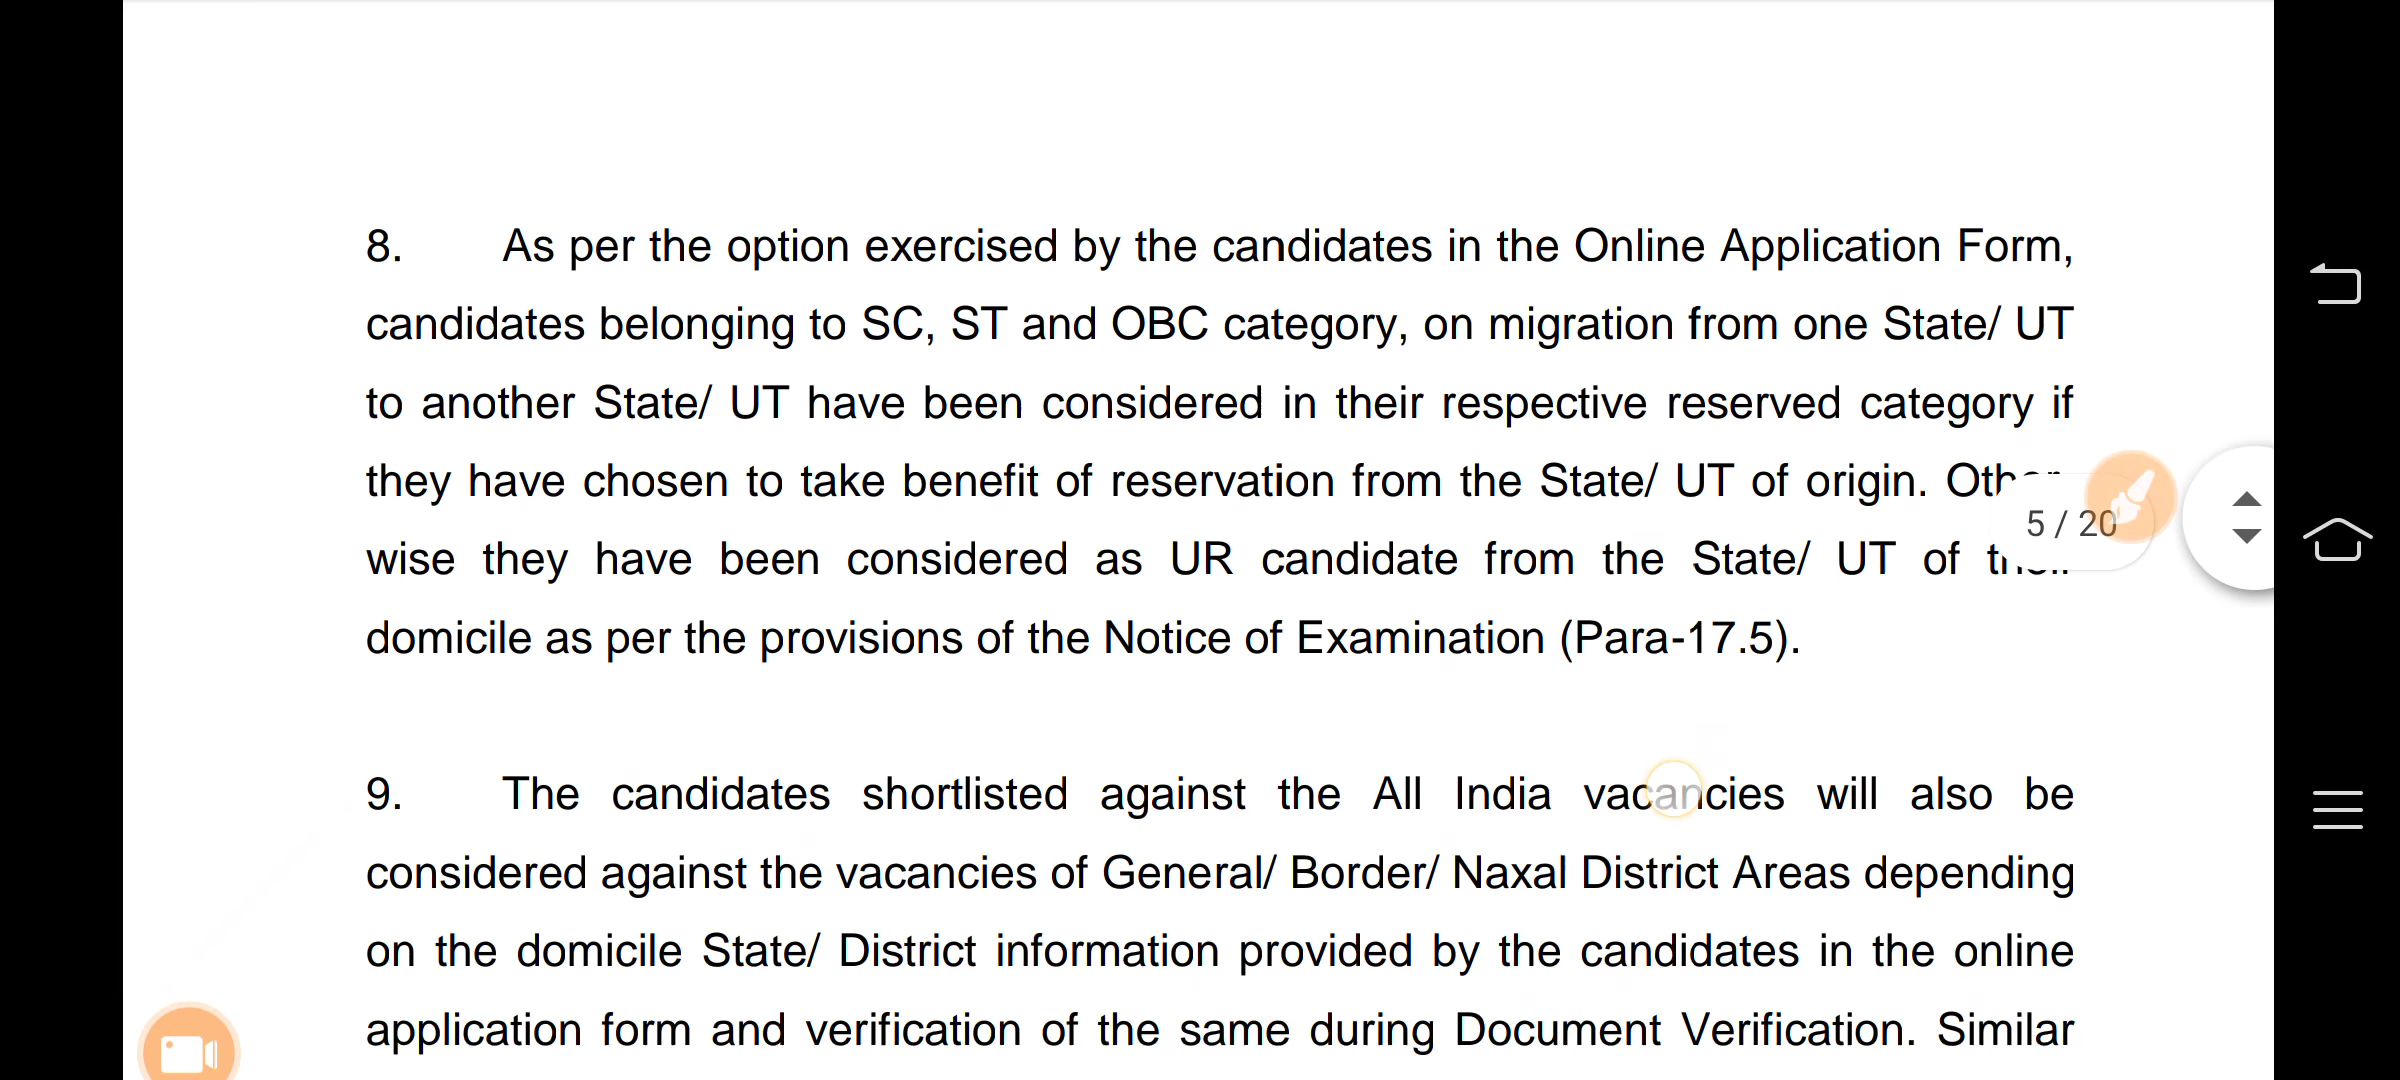 8. As per the option exercised by the candidates in the Online Application Form,
candidates belonging to SC, ST and OBC category, on migration from one State/ UT
to another State/ UT have been considered in their respective reserved category if
they have chosen to take benefit of reservation from the State/ UT of origin.
5 / 20
wise they have been considered as UR candidate from the State/ UT of
domicile as per the provisions of the Notice of Examination (Para-17.5).
9. The candidates shortlisted against the All India vacancies will also be
considered against the vacancies of General/ Border/ Naxal District Areas depending
on the domicile State/ District information provided by the candidates in the online
application form and verification of the same during Document Verification. Similar